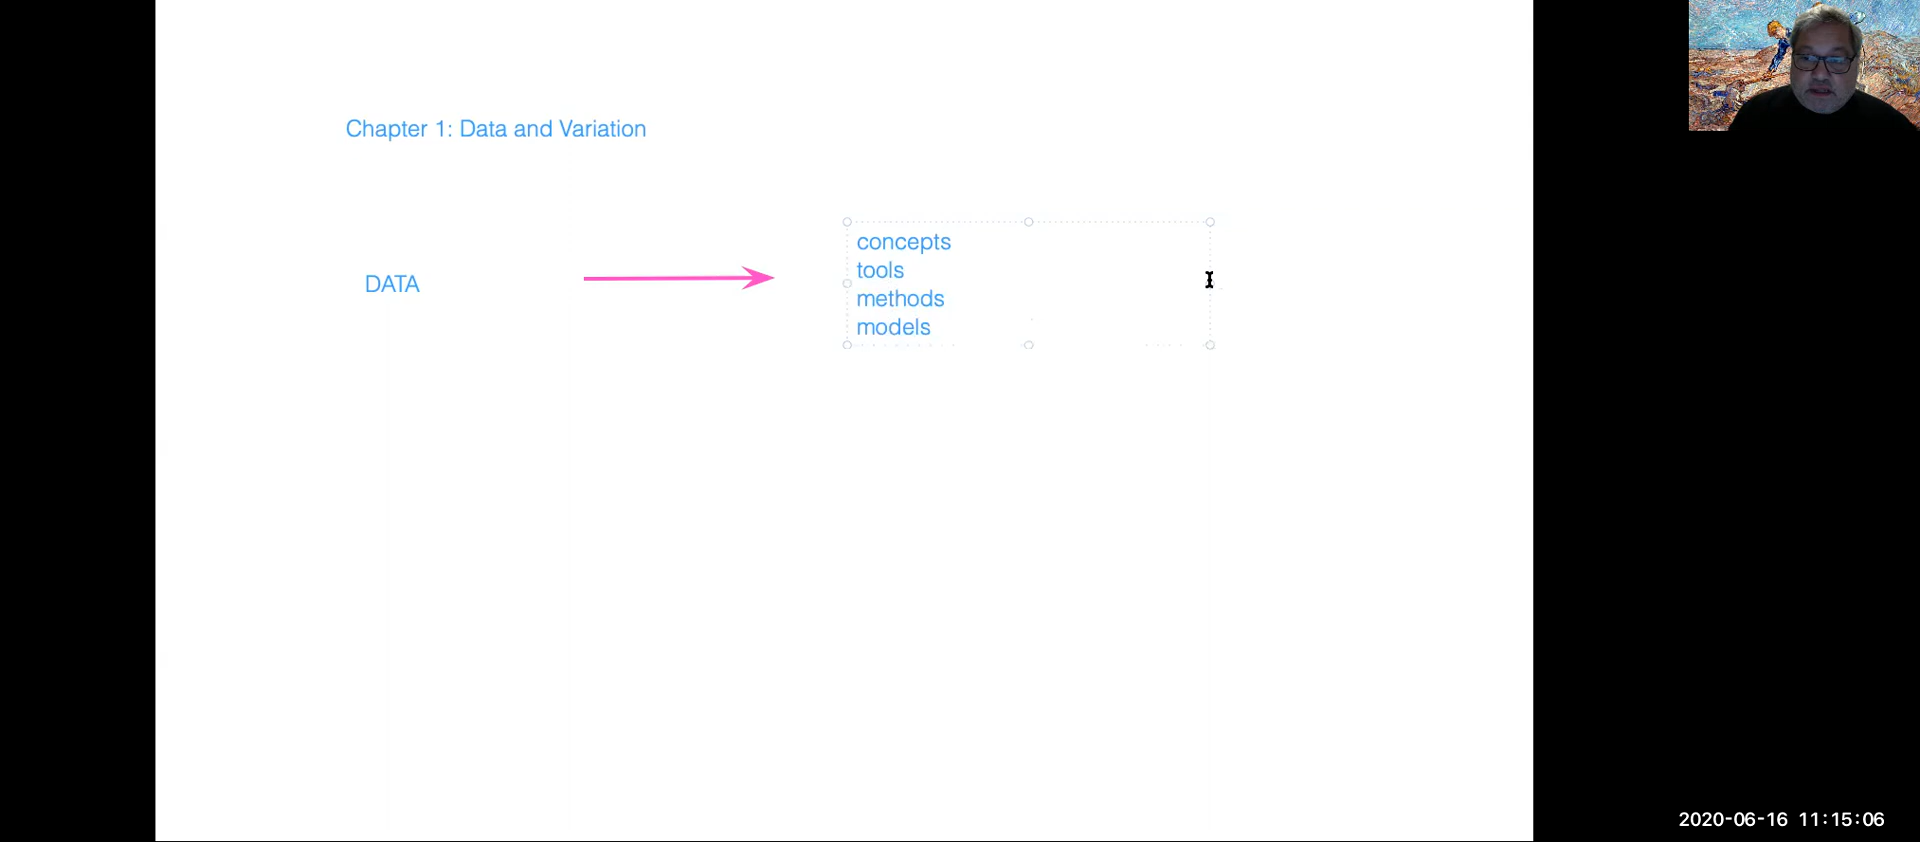 Chapter 1: Data and Variation
DATA
concepts
tools
methods
models
2020-06-16 11:15:06